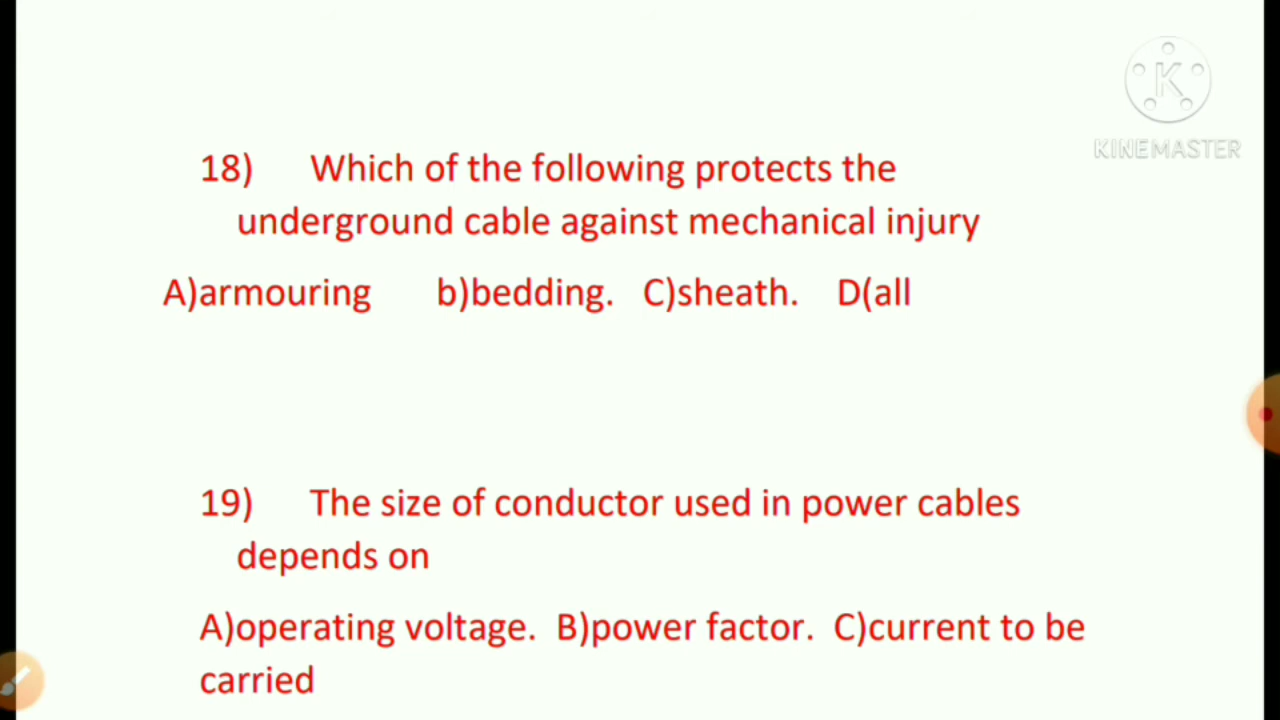 KINEMASTER
18) Which of the following protects the
underground cable against mechanical injury
A)armouring b)bedding. C)sheath. D(all
19) The size of conductor used in power cables
depends on
A)operating voltage. B)power factor. C)current to be
carried